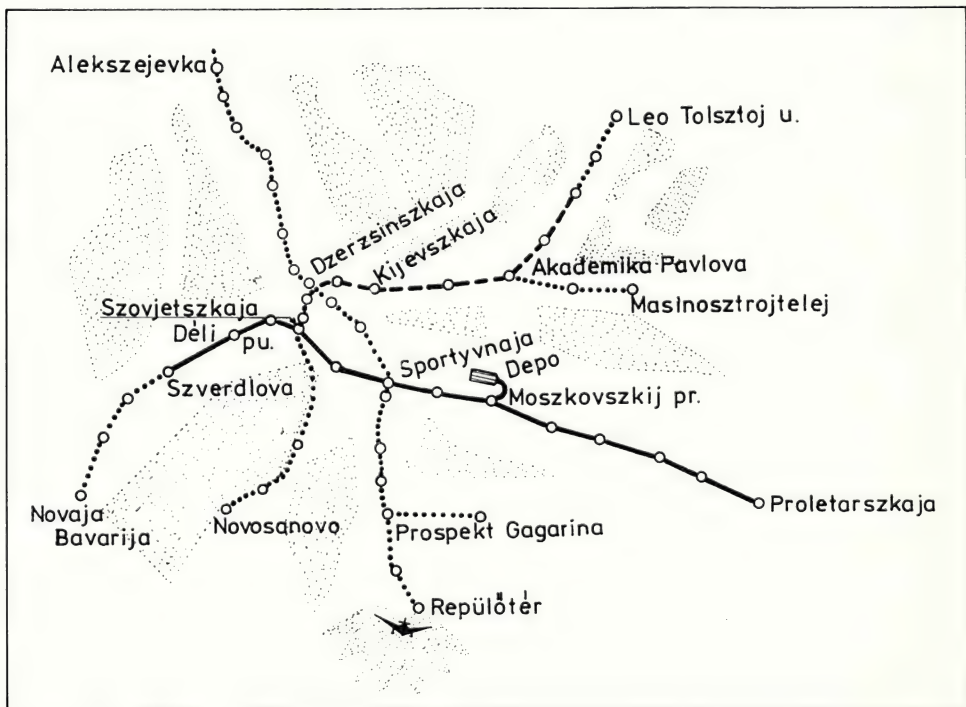 Alekszejevka
Leo Tolsztoj u.
Dzerzsinszkaja
Kijevszkaja
Akademika Pavlova
Masinosztrojtelej
Szovjetszkaja
Déli pu.
Szverdlova
Sportyvnaja
Depo
Moszkovszkij pr.
Proletarszkaja
Novaja
Bavarija
Novosanovo
Prospekt Gagarina
Repülőtér